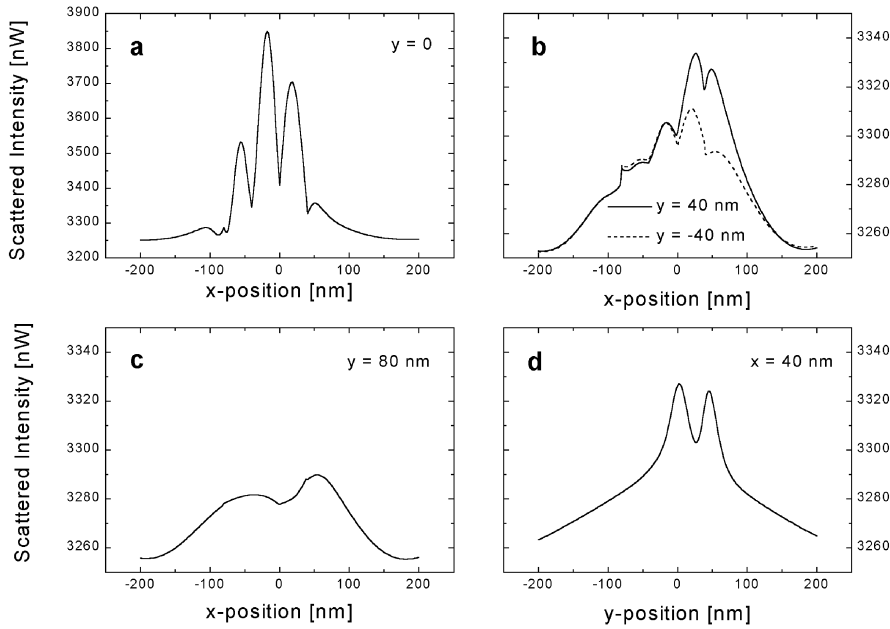 a
y = 0
3900
3800
3700
3600
3500
3400
3300
3200
-200 -100 0 100 200
x-position [nm]
Scattered Intensity [nW]
b
y = 40 nm
y = -40 nm
3340
3320
3300
3280
3260
-200 -100 0 100 200
x-position [nm]
c
y = 80 nm
3340
3320
3300
3280
3260
-200 -100 0 100 200
x-position [nm]
Scattered Intensity [nW]
d
x = 40 nm
3340
3320
3300
3280
3260
-200 -100 0 100 200
y-position [nm]